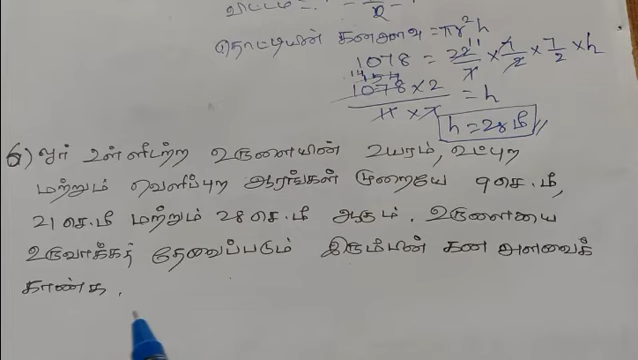 விட்டம் = 
தொட்டியின் கனஅளவு = πr²h
1078 = 22/7 × 7/2 × 7/2 × h
1078 × 2 / 11 × 7 = h
h = 28 மீ //
6) ஓர் உள்ளீடற்ற உருளையின் உயரம், உட்புற
மற்றும் வெளிப்புற ஆரங்கள் முறையே 9 செ.மீ,
21 செ.மீ மற்றும் 28 செ.மீ ஆகும். உருளையை
உருவாக்கத் தேவைப்படும் இரும்பின் கன அளவைக்
காண்க.